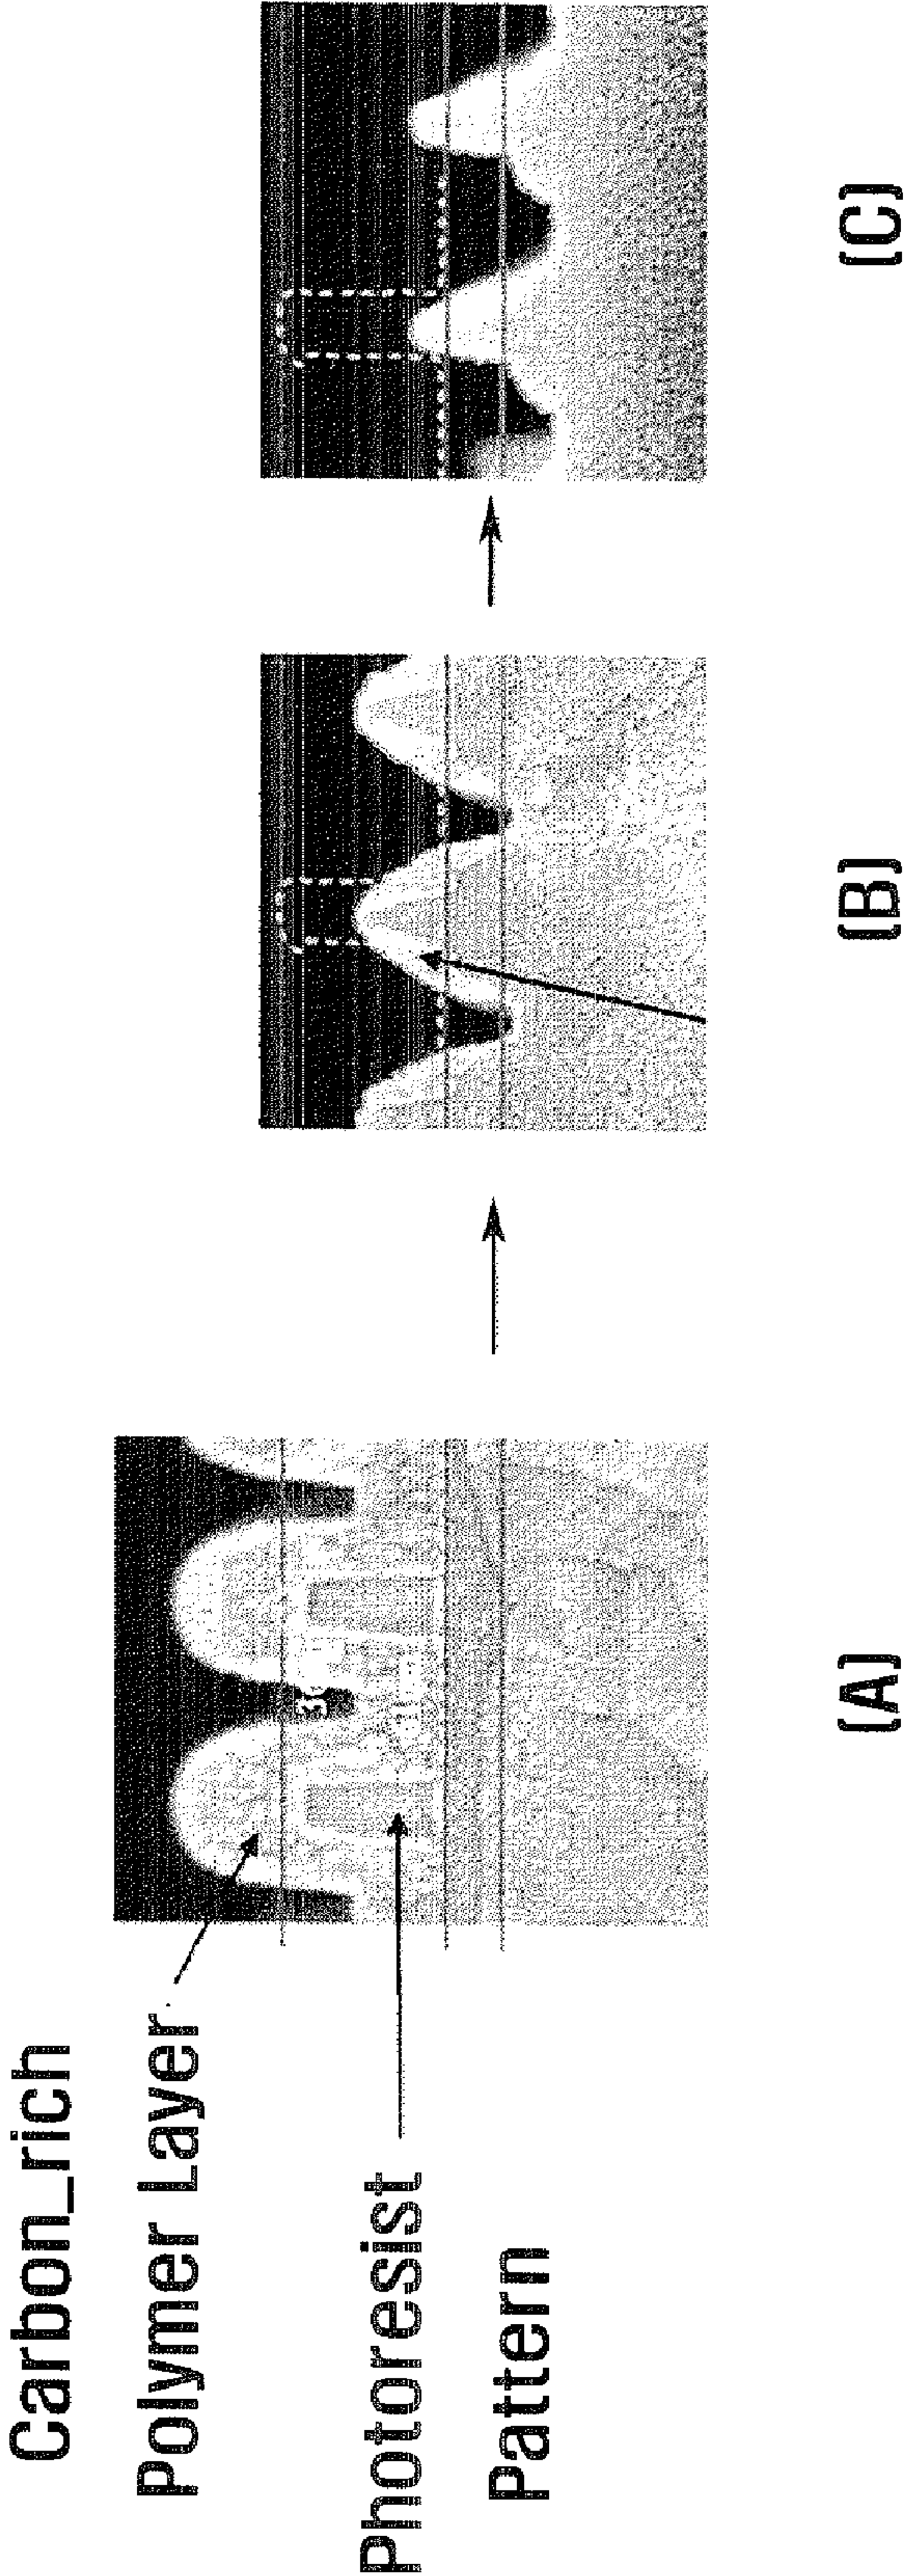 Carbon_rich
Polymer Layer
Photoresist
Pattern
(A)
(B)
(C)